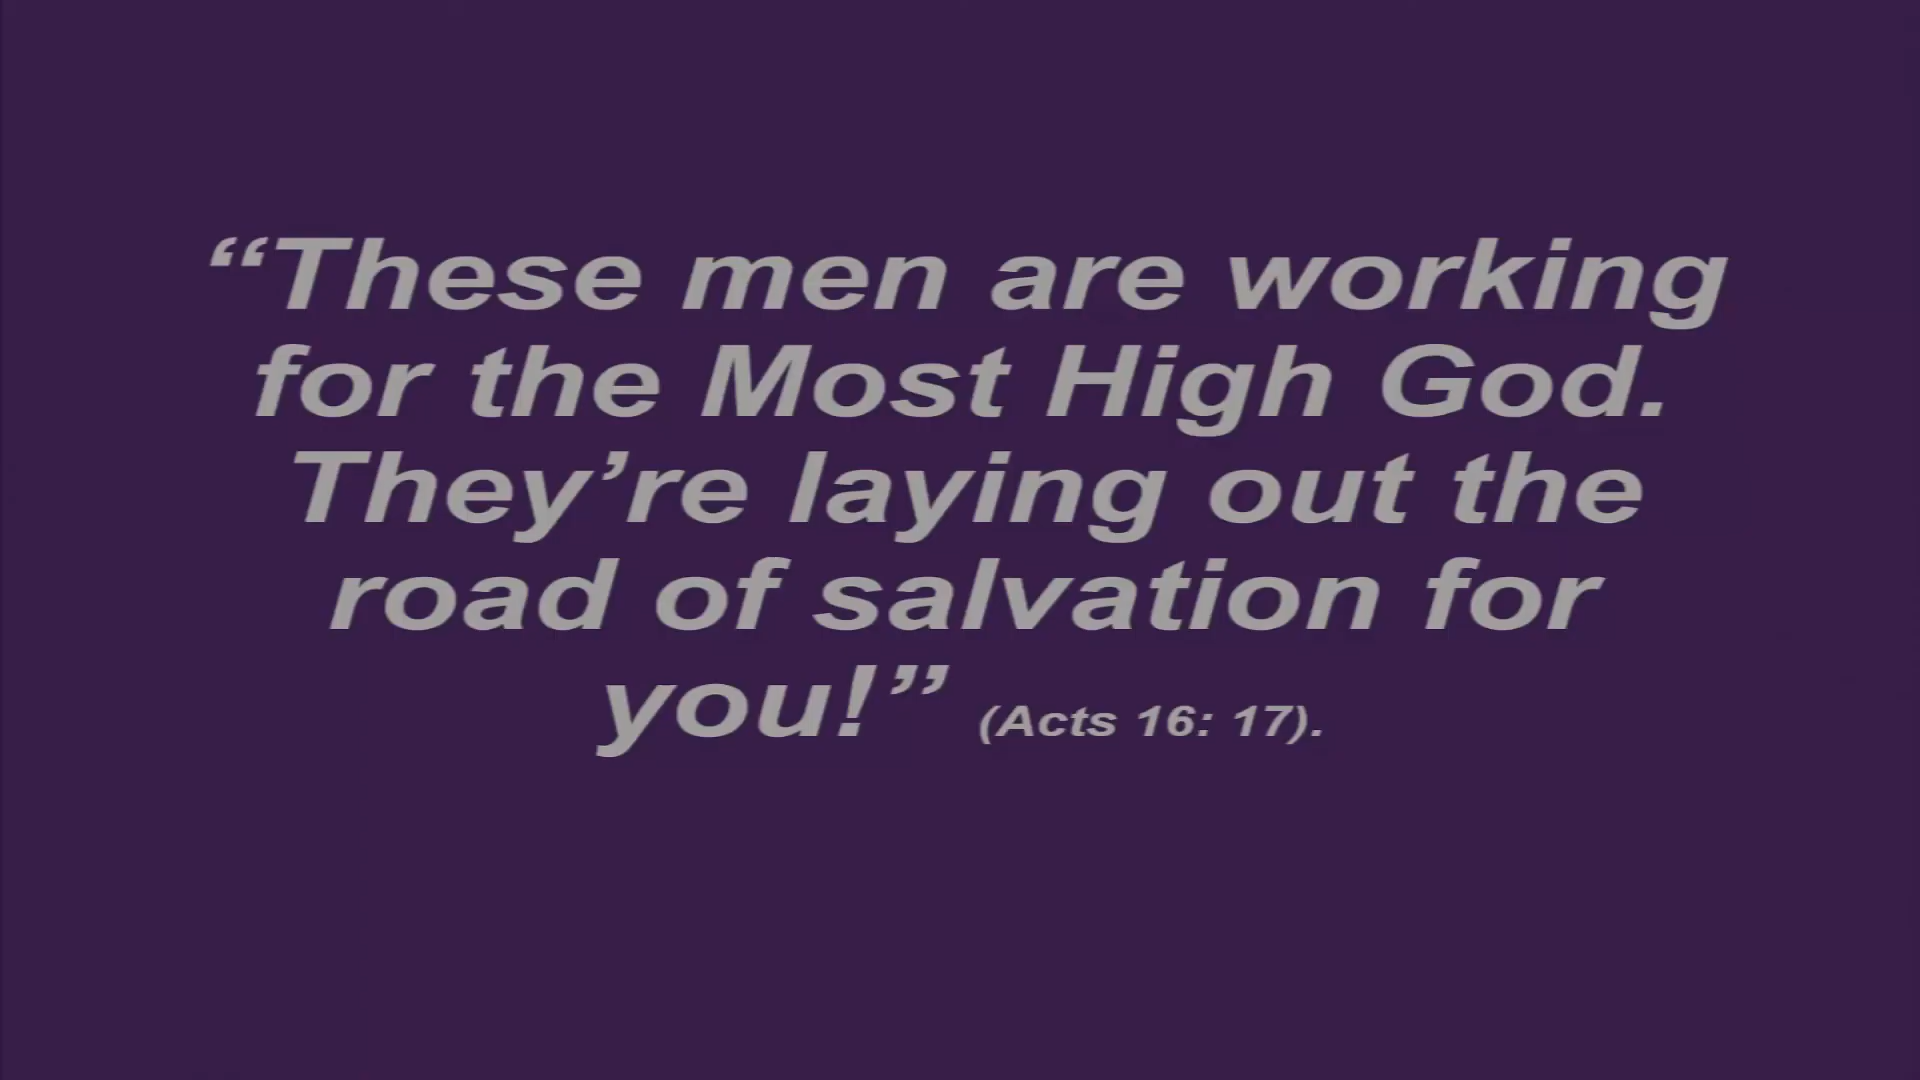 “These men are working
for the Most High God.
They’re laying out the
road of salvation for
you!” (Acts 16: 17).